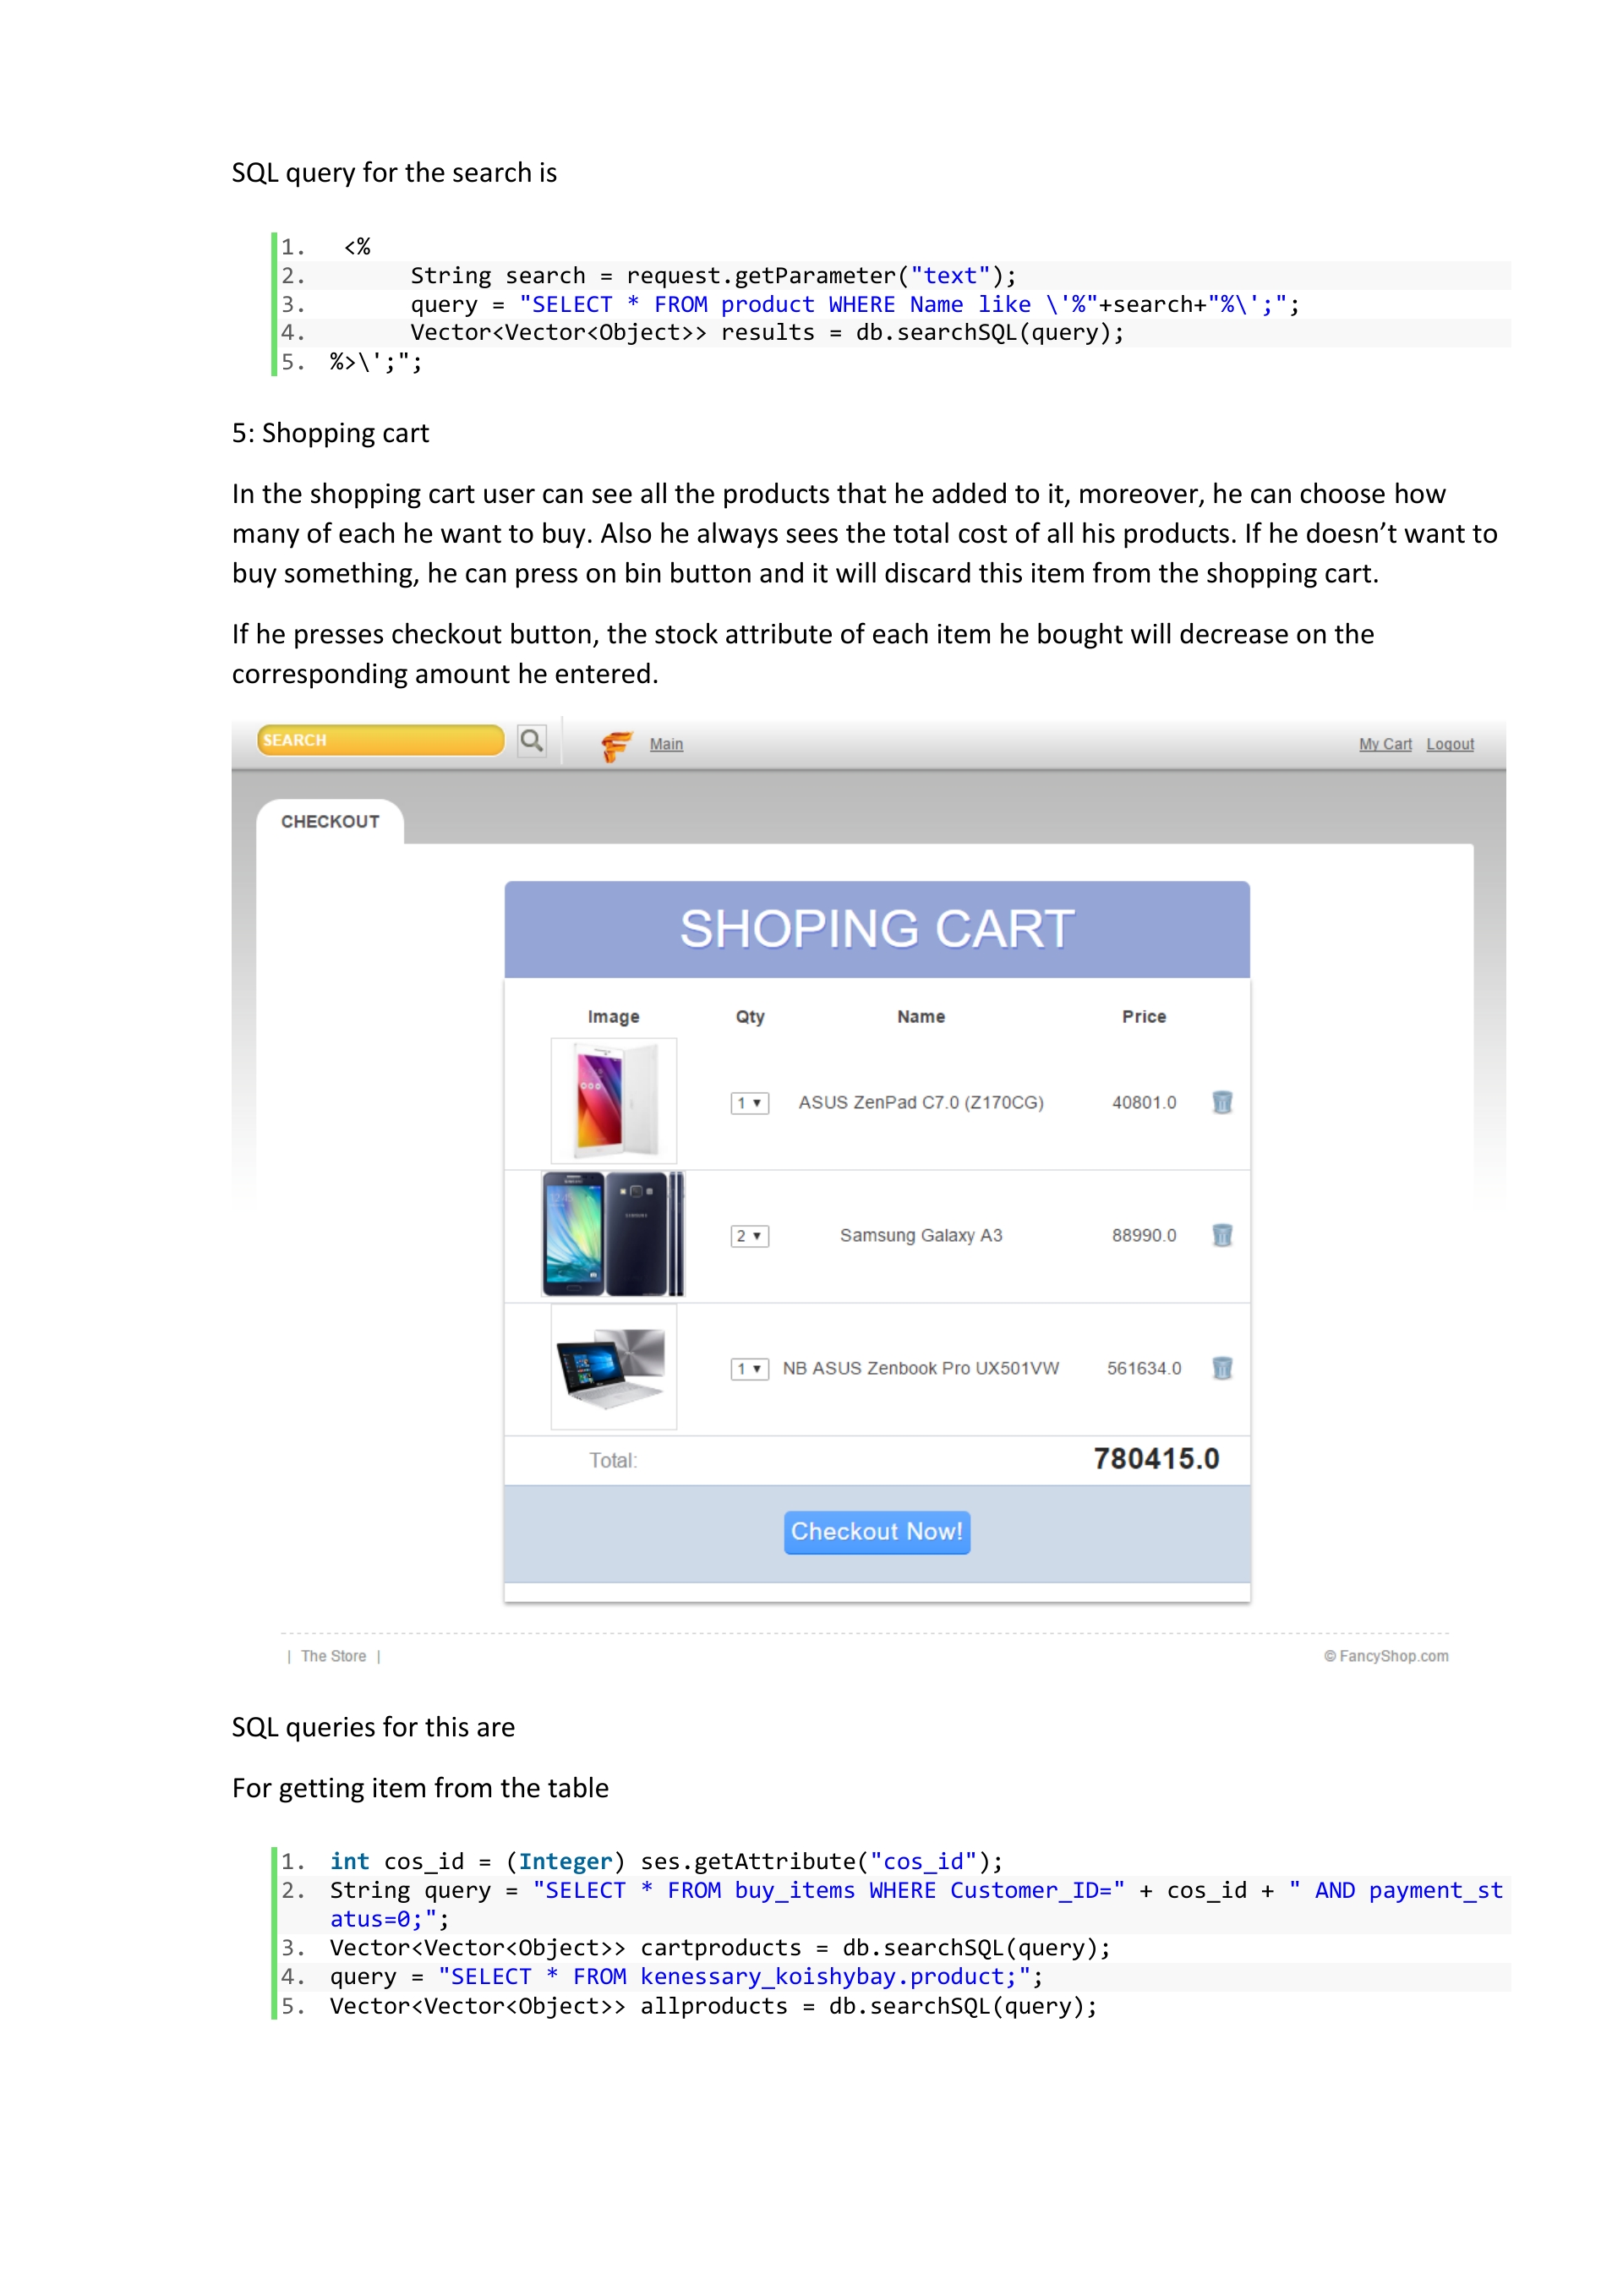 SQL query for the search is
1. <%
2. String search = request.getParameter("text");
3. query = "SELECT * FROM product WHERE Name like \'%"+search+"%\';";
4. Vector<Vector<Object>> results = db.searchSQL(query);
5. %>\';";
5: Shopping cart
In the shopping cart user can see all the products that he added to it, moreover, he can choose how
many of each he want to buy. Also he always sees the total cost of all his products. If he doesn’t want to
buy something, he can press on bin button and it will discard this item from the shopping cart.
If he presses checkout button, the stock attribute of each item he bought will decrease on the
corresponding amount he entered.
SEARCH Main My Cart Logout
CHECKOUT
SHOPING CART
Image Qty Name Price
1 ASUS ZenPad C7.0 (Z170CG) 40801.0
2 Samsung Galaxy A3 88990.0
1 NB ASUS Zenbook Pro UX501VW 561634.0
Total: 780415.0
Checkout Now!
| The Store | © FancyShop.com
SQL queries for this are
For getting item from the table
1. int cos_id = (Integer) ses.getAttribute("cos_id");
2. String query = "SELECT * FROM buy_items WHERE Customer_ID=" + cos_id + " AND payment_st
atus=0;";
3. Vector<Vector<Object>> cartproducts = db.searchSQL(query);
4. query = "SELECT * FROM kenessary_koishybay.product;";
5. Vector<Vector<Object>> allproducts = db.searchSQL(query);